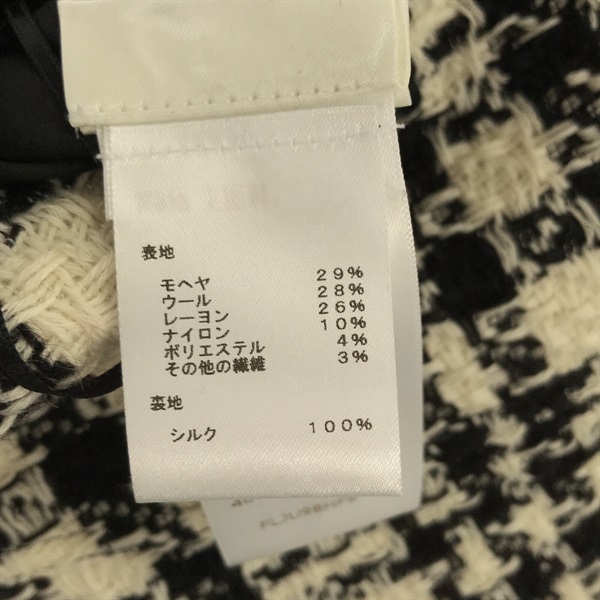 表地
モヘヤ 29%
ウール 28%
レーヨン 26%
ナイロン 10%
ポリエステル 4%
その他の繊維 3%
裏地
シルク 100%